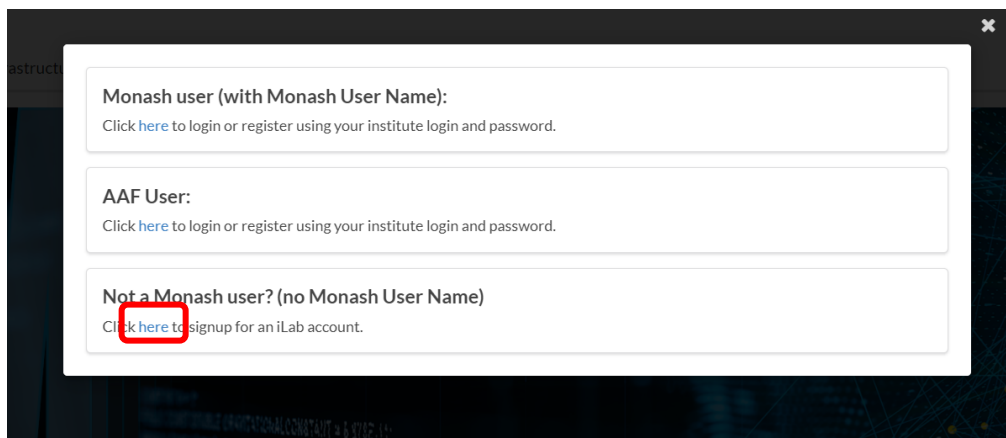 Monash user (with Monash User Name):
Click here to login or register using your institute login and password.
AAF User:
Click here to login or register using your institute login and password.
Not a Monash user? (no Monash User Name)
Click here to signup for an iLab account.